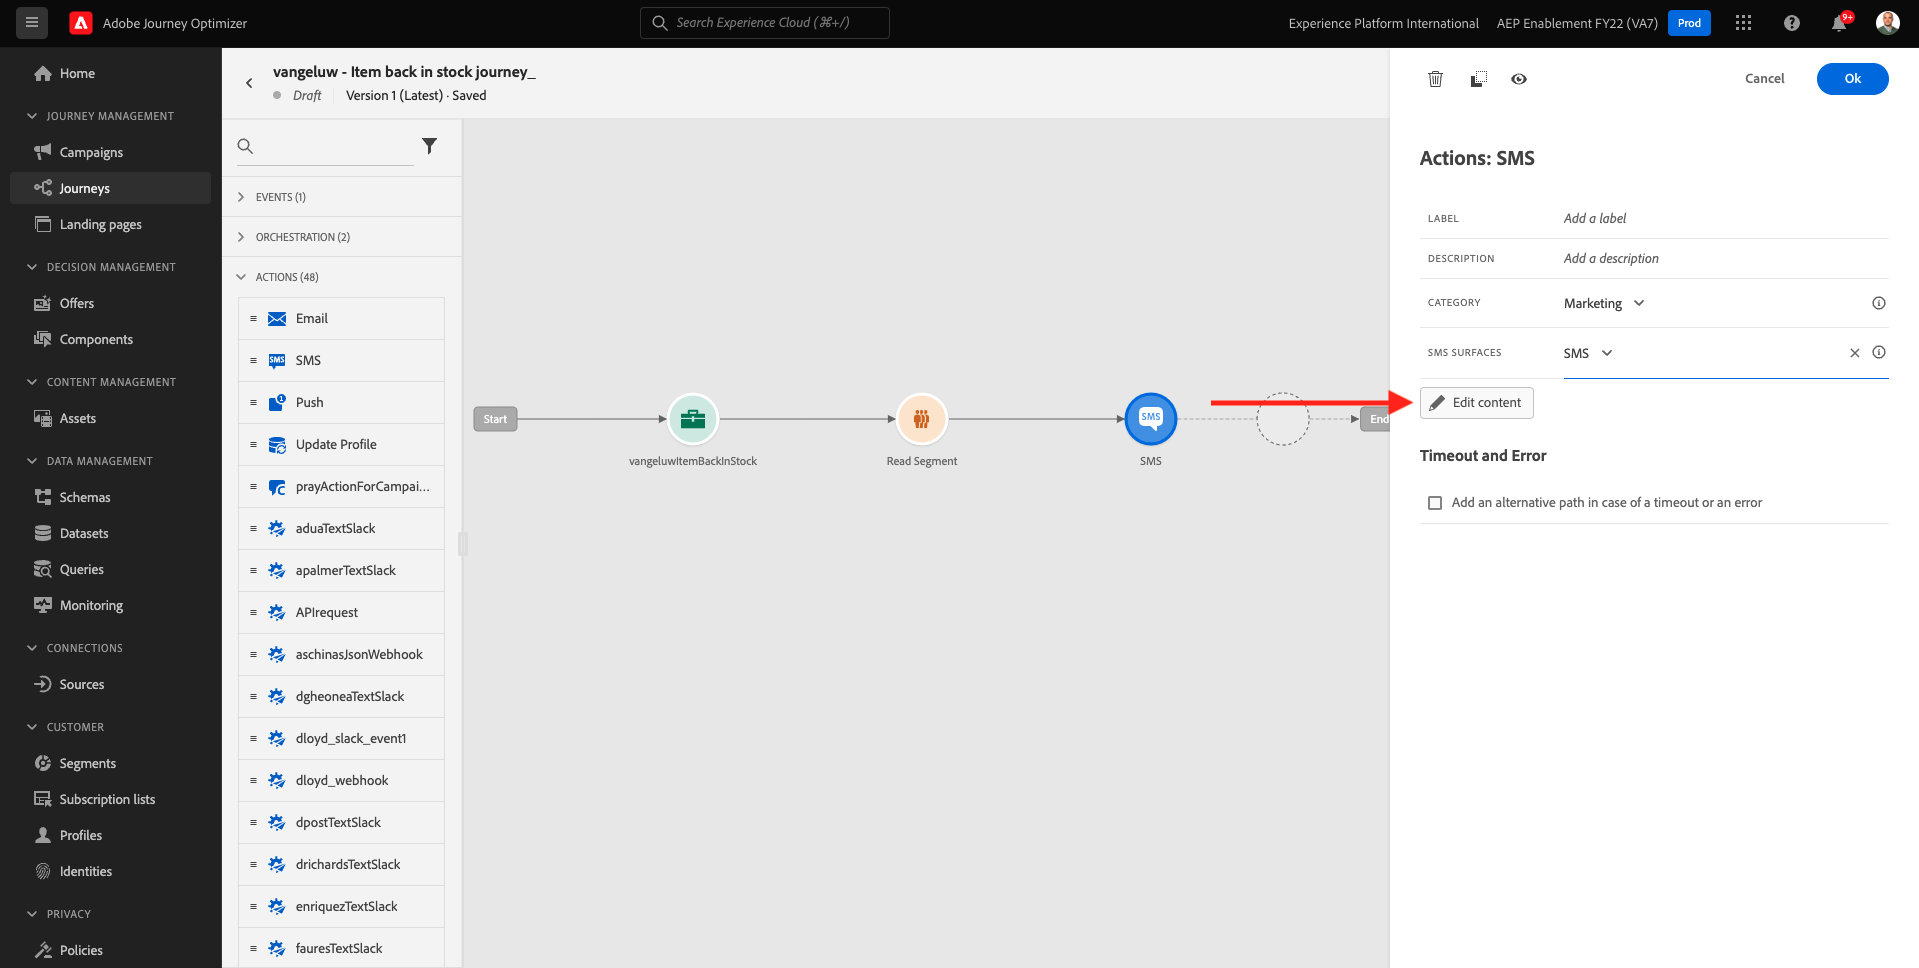 Adobe Journey Optimizer
Search Experience Cloud (⌘+/)
Experience Platform International
AEP Enablement FY22 (VA7)
Prod
9+
Home
JOURNEY MANAGEMENT
Campaigns
Journeys
Landing pages
DECISION MANAGEMENT
Offers
Components
CONTENT MANAGEMENT
Assets
DATA MANAGEMENT
Schemas
Datasets
Queries
Monitoring
CONNECTIONS
Sources
CUSTOMER
Segments
Subscription lists
Profiles
Identities
PRIVACY
Policies
vangeluw - Item back in stock journey_
Draft
Version 1 (Latest) · Saved
EVENTS (1)
ORCHESTRATION (2)
ACTIONS (48)
Email
SMS SMS
Push
Update Profile
prayActionForCampai...
aduaTextSlack
apalmerTextSlack
APIrequest
aschinasJsonWebhook
dgheoneaTextSlack
dloyd_slack_event1
dloyd_webhook
dpostTextSlack
drichardsTextSlack
enriquezTextSlack
fauresTextSlack
Start
vangeluwItemBackInStock
Read Segment
SMS
SMS
End
Cancel
Ok
Actions: SMS
LABEL Add a label
DESCRIPTION Add a description
CATEGORY Marketing
SMS SURFACES SMS
Edit content
Timeout and Error
Add an alternative path in case of a timeout or an error